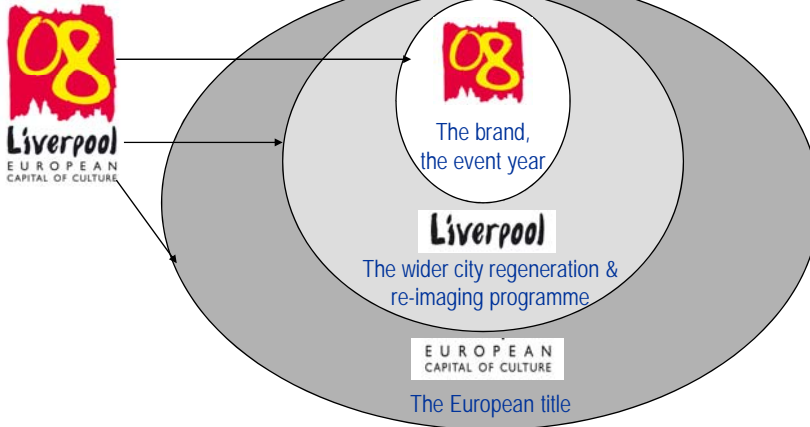 08
Liverpool
EUROPEAN
CAPITAL OF CULTURE
08
The brand,
the event year
Liverpool
The wider city regeneration &
re-imaging programme
EUROPEAN
CAPITAL OF CULTURE
The European title